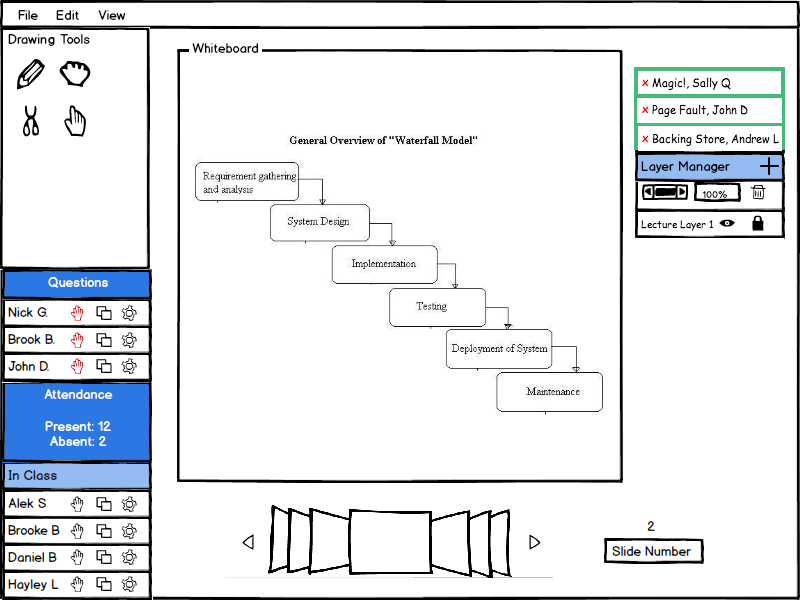 File Edit View
Drawing Tools
Whiteboard
General Overview of "Waterfall Model"
Requirement gathering
and analysis
System Design
Implementation
Testing
Deployment of System
Maintenance
× Magic!, Sally Q
× Page Fault, John D
× Backing Store, Andrew L
Layer Manager
100%
Lecture Layer 1
Questions
Nick G.
Brook B.
John D.
Attendance
Present: 12
Absent: 2
In Class
Alek S
Brooke B
Daniel B
Hayley L
2
Slide Number